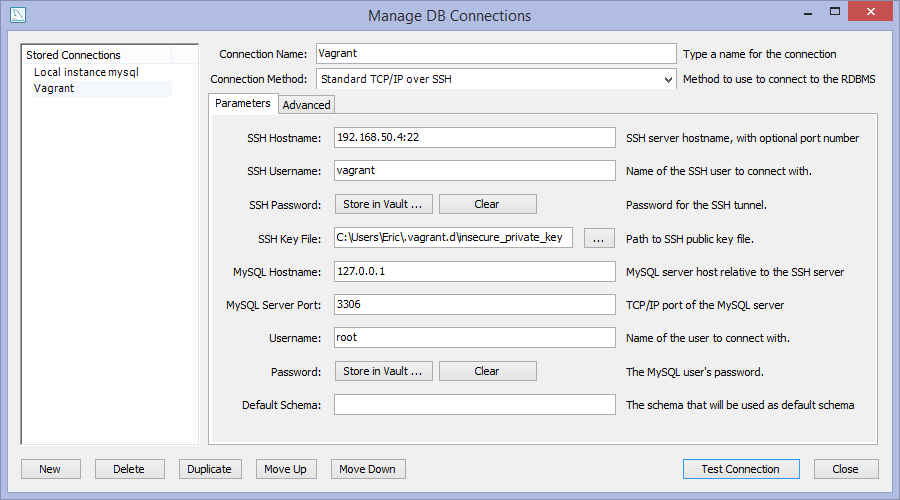 Manage DB Connections
Stored Connections
Local instance mysql
Vagrant
Connection Name: Vagrant Type a name for the connection
Connection Method: Standard TCP/IP over SSH Method to use to connect to the RDBMS
Parameters Advanced
SSH Hostname: 192.168.50.4:22 SSH server hostname, with optional port number
SSH Username: vagrant Name of the SSH user to connect with.
SSH Password: Store in Vault ... Clear Password for the SSH tunnel.
SSH Key File: C:\Users\Eric\.vagrant.d\insecure_private_key ... Path to SSH public key file.
MySQL Hostname: 127.0.0.1 MySQL server host relative to the SSH server
MySQL Server Port: 3306 TCP/IP port of the MySQL server
Username: root Name of the user to connect with.
Password: Store in Vault ... Clear The MySQL user's password.
Default Schema: The schema that will be used as default schema
New Delete Duplicate Move Up Move Down Test Connection Close